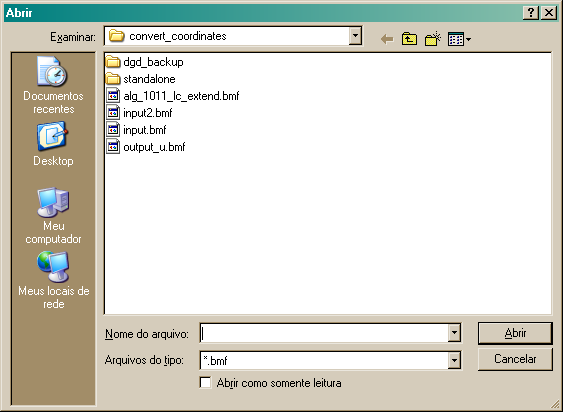 Abrir
Examinar:
convert_coordinates
Documentos
recentes
Desktop
Meu
computador
Meus locais de
rede
dgd_backup
standalone
alg_1011_lc_extend.bmf
input2.bmf
input.bmf
output_u.bmf
Nome do arquivo:
Abrir
Arquivos do tipo:
*.bmf
Cancelar
Abrir como somente leitura